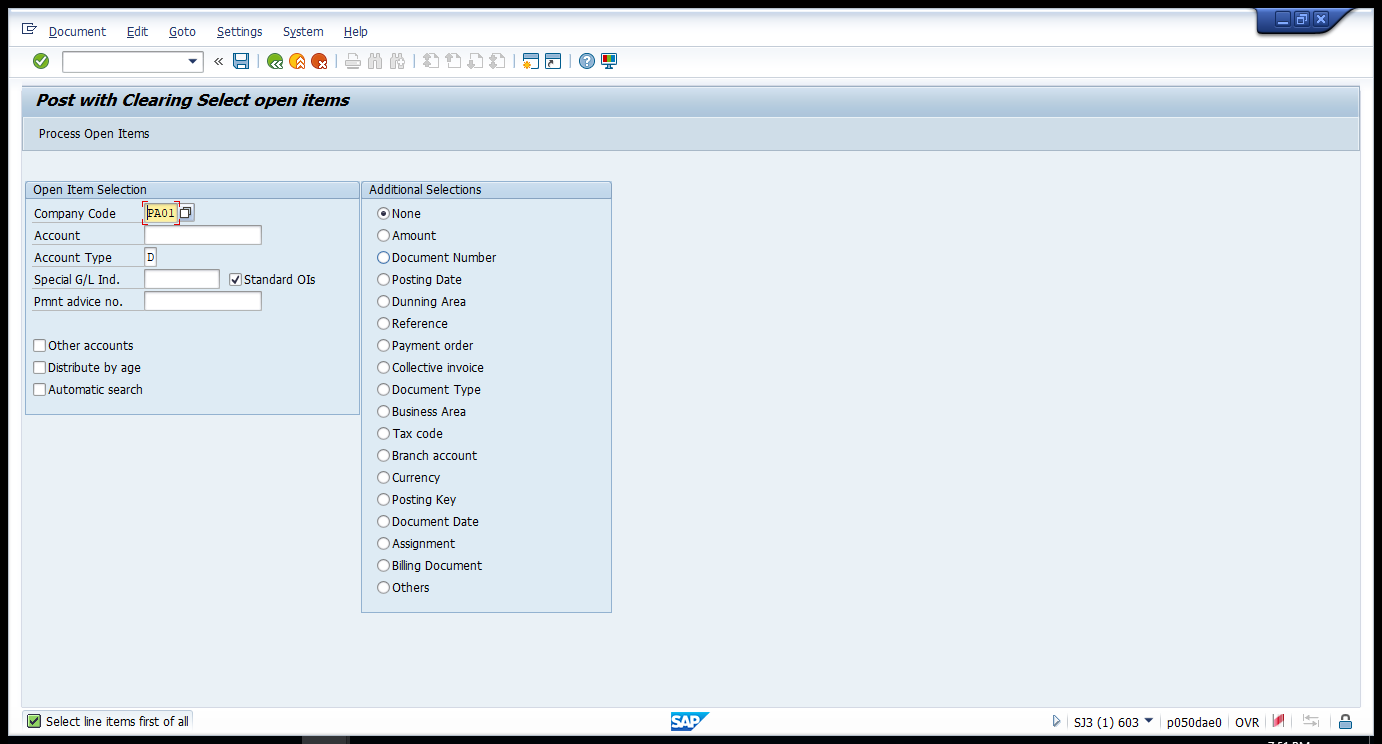 Document Edit Goto Settings System Help
Post with Clearing Select open items
Process Open Items
Open Item Selection
Company Code PA01
Account
Account Type D
Special G/L Ind. Standard OIs
Pmnt advice no.
Other accounts
Distribute by age
Automatic search
Additional Selections
None
Amount
Document Number
Posting Date
Dunning Area
Reference
Payment order
Collective invoice
Document Type
Business Area
Tax code
Branch account
Currency
Posting Key
Document Date
Assignment
Billing Document
Others
Select line items first of all
SAP
SJ3 (1) 603 p050dae0 OVR